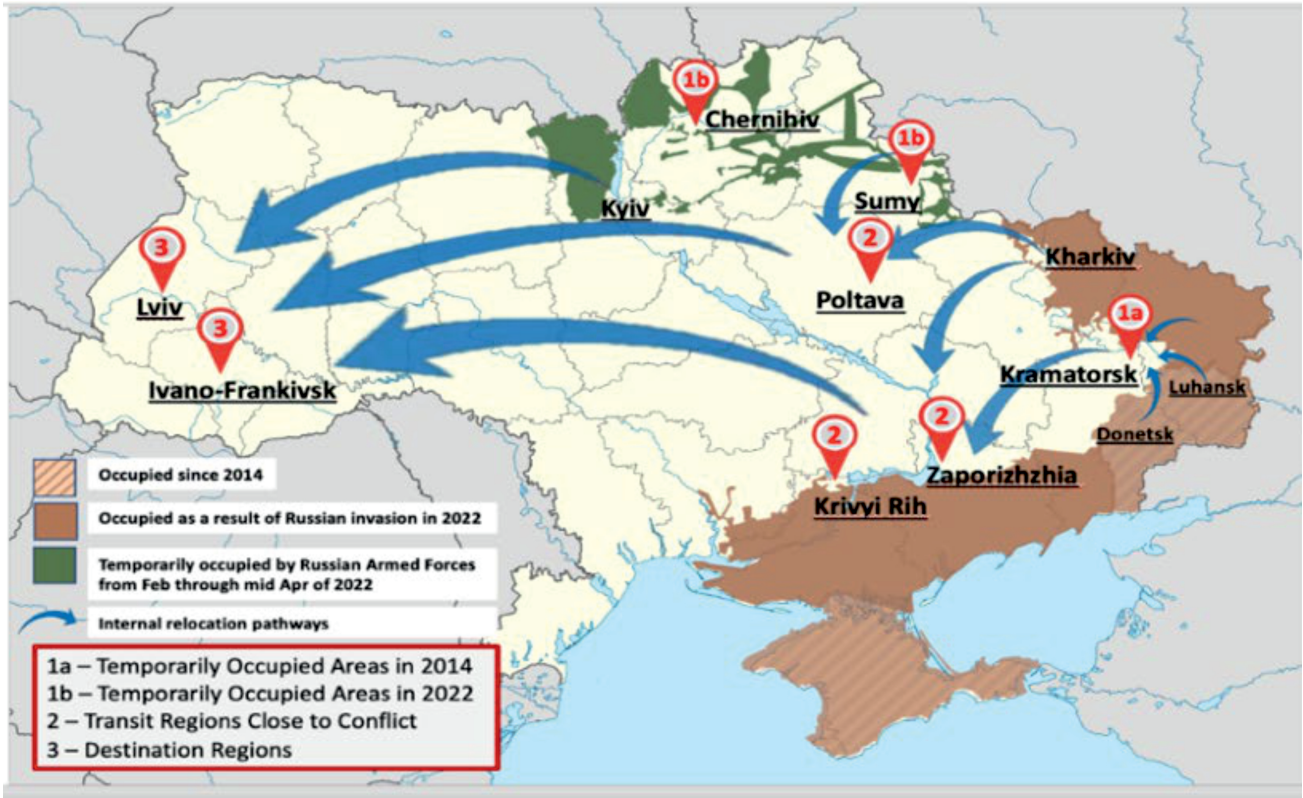 1b
Chernihiv
1b
Sumy
Kyiv
2
Poltava
Kharkiv
3
Lviv
3
Ivano-Frankivsk
1a
Kramatorsk
Luhansk
Donetsk
2
Zaporizhzhia
2
Krivyi Rih
Occupied since 2014
Occupied as a result of Russian invasion in 2022
Temporarily occupied by Russian Armed Forces
from Feb through mid Apr of 2022
Internal relocation pathways
1a – Temporarily Occupied Areas in 2014
1b – Temporarily Occupied Areas in 2022
2 – Transit Regions Close to Conflict
3 – Destination Regions